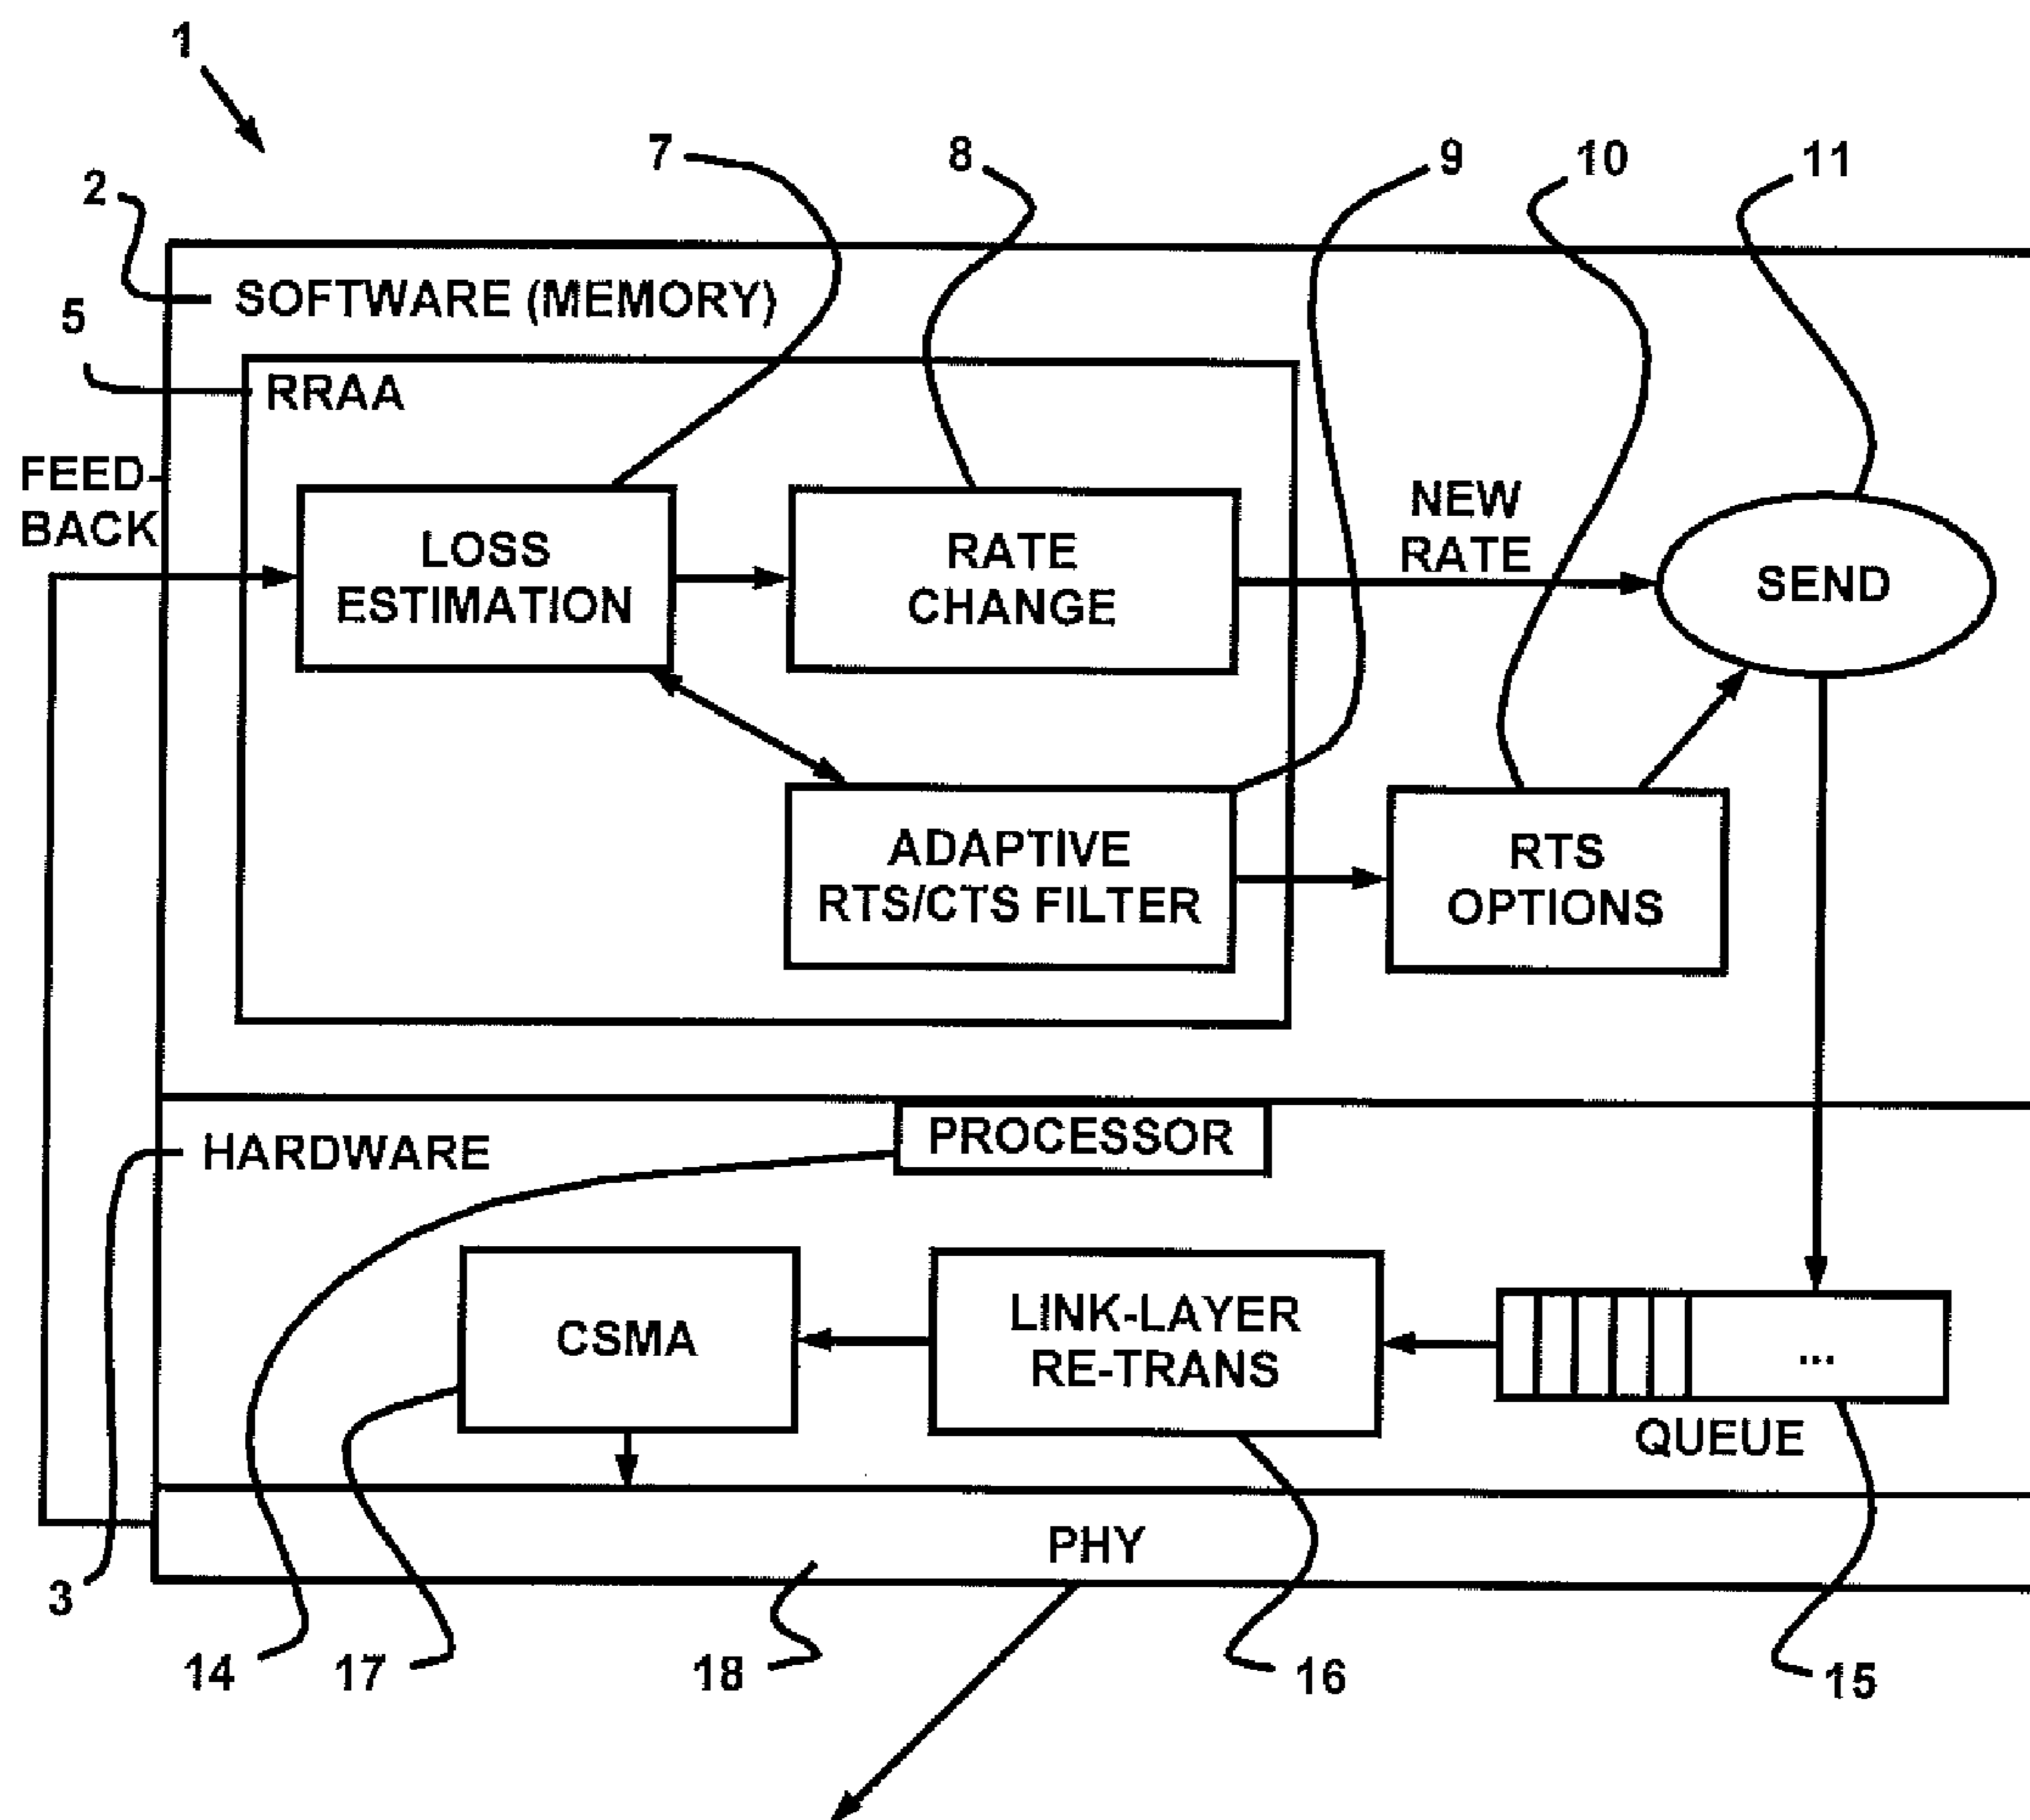 1
7
8
9
10
11
2
SOFTWARE (MEMORY)
5
RRAA
FEED-
BACK
LOSS
ESTIMATION
RATE
CHANGE
NEW
RATE
SEND
ADAPTIVE
RTS/CTS FILTER
RTS
OPTIONS
HARDWARE
PROCESSOR
CSMA
LINK-LAYER
RE-TRANS
...
QUEUE
PHY
3
14
17
18
16
15